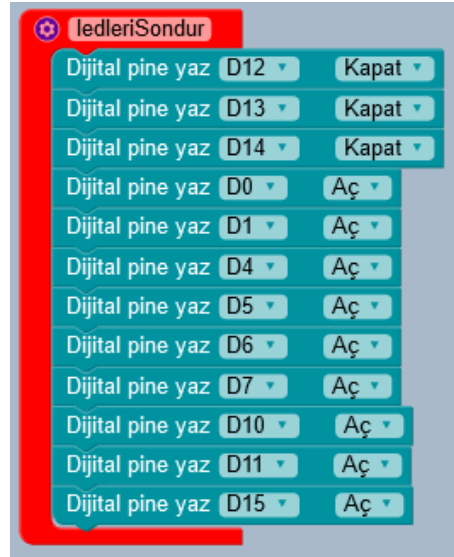 ledleriSondur
Dijital pine yaz D12 Kapat
Dijital pine yaz D13 Kapat
Dijital pine yaz D14 Kapat
Dijital pine yaz D0 Aç
Dijital pine yaz D1 Aç
Dijital pine yaz D4 Aç
Dijital pine yaz D5 Aç
Dijital pine yaz D6 Aç
Dijital pine yaz D7 Aç
Dijital pine yaz D10 Aç
Dijital pine yaz D11 Aç
Dijital pine yaz D15 Aç